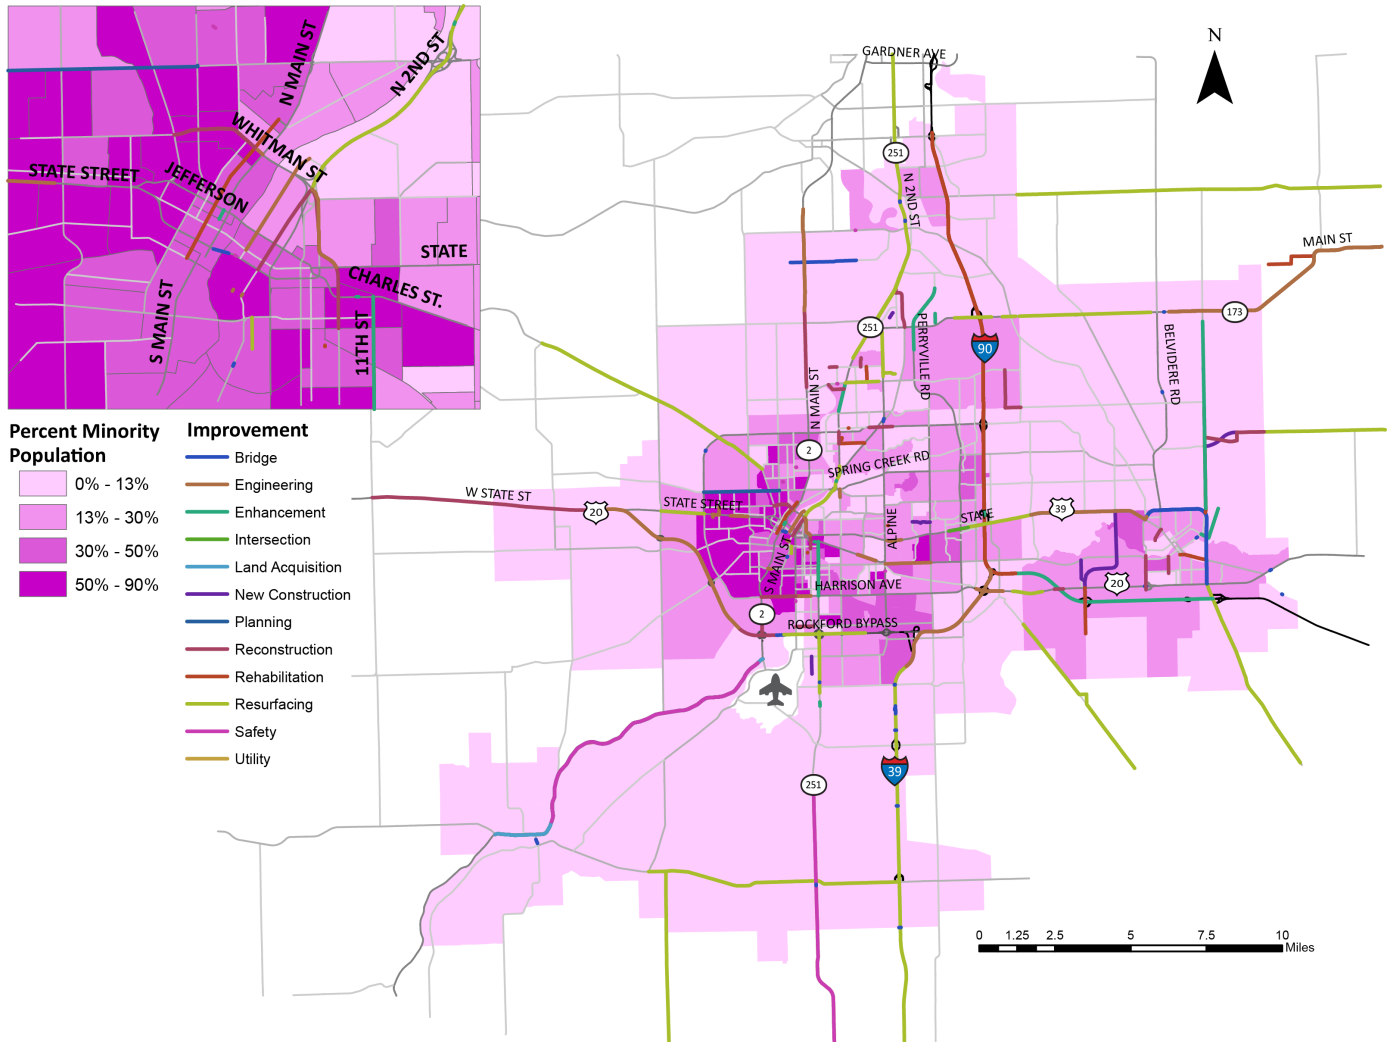 N MAIN ST
N 2ND ST
WHITMAN ST
STATE STREET
JEFFERSON
STATE
CHARLES ST.
S MAIN ST
11TH ST
Percent Minority
Population
0% - 13%
13% - 30%
30% - 50%
50% - 90%
Improvement
Bridge
Engineering
Enhancement
Intersection
Land Acquisition
New Construction
Planning
Reconstruction
Rehabilitation
Resurfacing
Safety
Utility
N
GARDNER AVE
251
N 2ND ST
MAIN ST
173
251
90
PERRYVILLE RD
BELVIDERE RD
N MAIN ST
2
SPRING CREEK RD
W STATE ST
20
STATE STREET
ALPINE
STATE
39
S MAIN ST
HARRISON AVE
20
2
ROCKFORD BYPASS
39
251
0 1.25 2.5 5 7.5 10
Miles